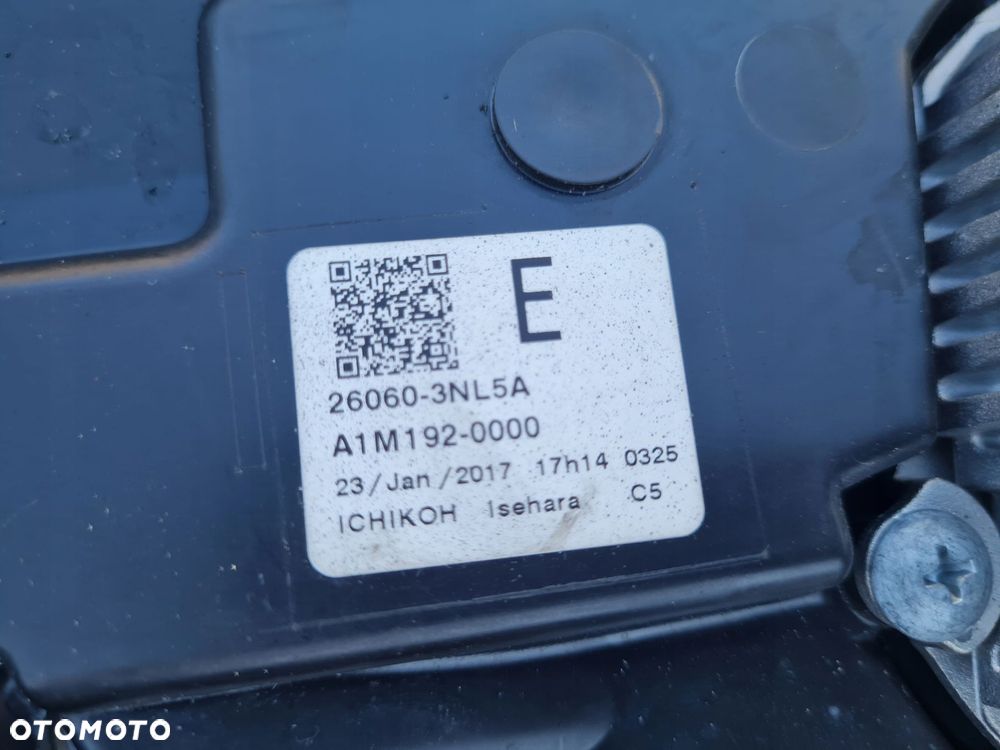 E
26060-3NL5A
A1M192-0000
23/Jan/2017 17h14 0325
ICHIKOH Isehara C5
OTOMOTO